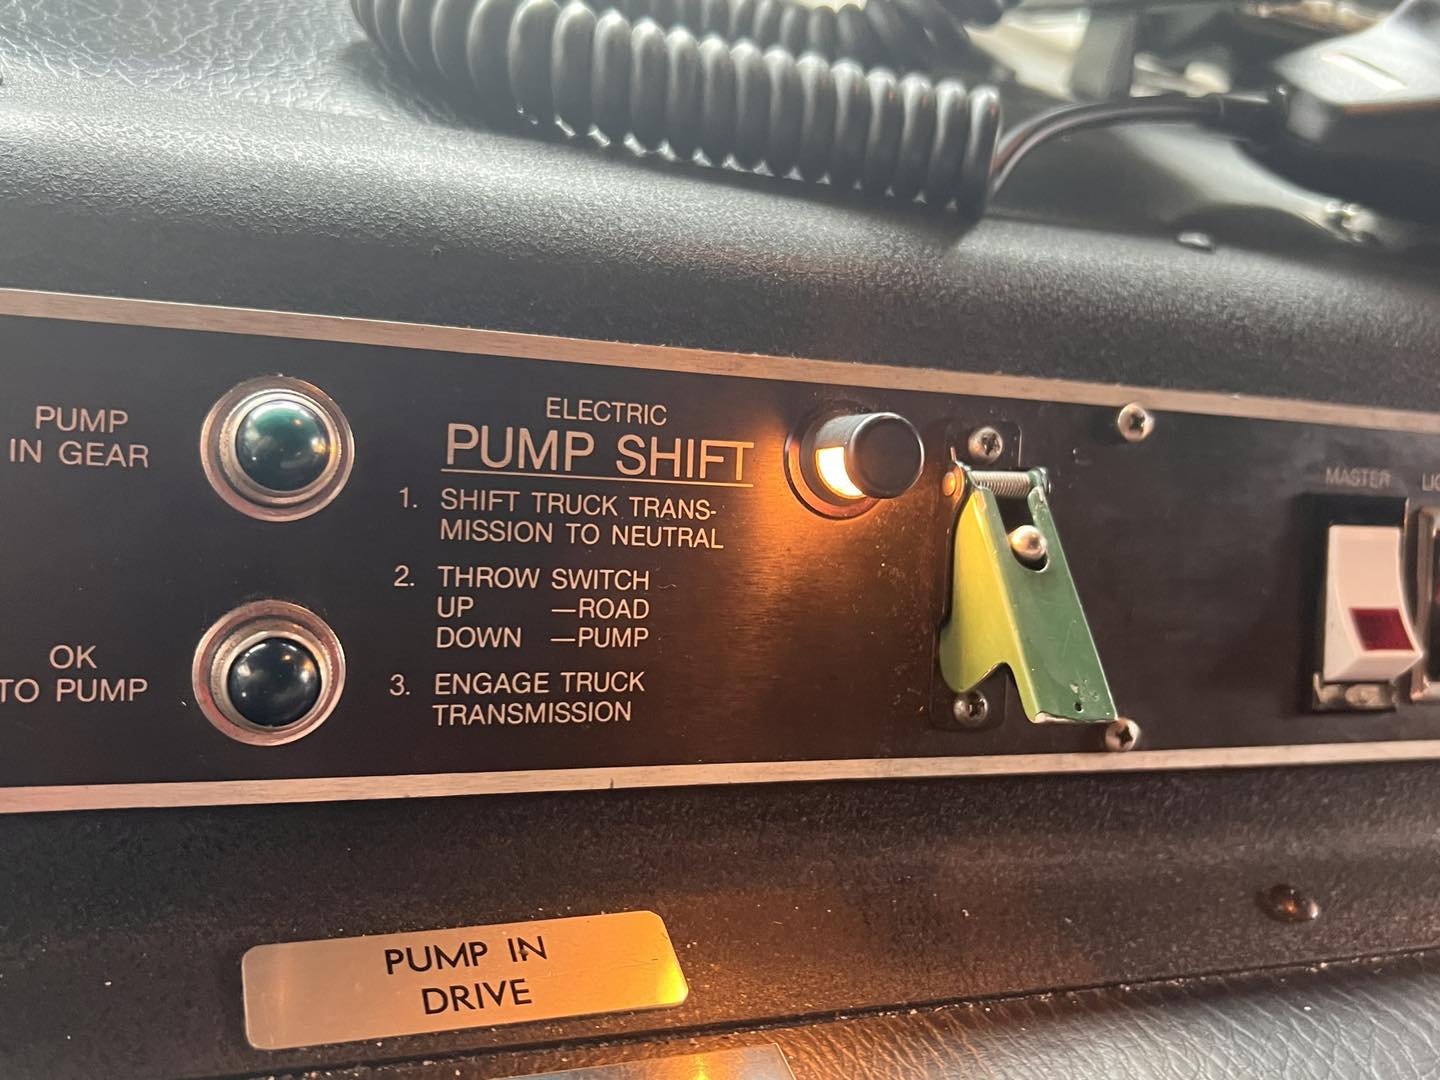 PUMP
IN GEAR
OK
TO PUMP
ELECTRIC
PUMP SHIFT
1. SHIFT TRUCK TRANS-
MISSION TO NEUTRAL
2. THROW SWITCH
UP —ROAD
DOWN —PUMP
3. ENGAGE TRUCK
TRANSMISSION
MASTER
PUMP IN
DRIVE